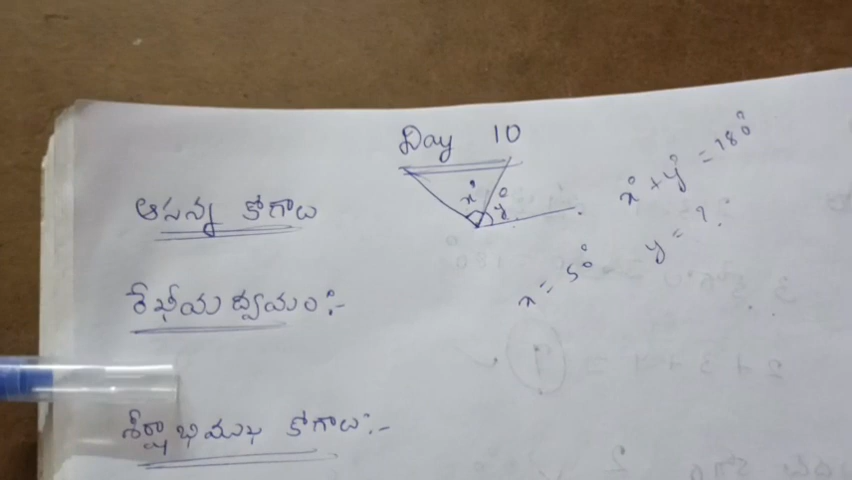 Day 10
ఆసన్న కోణాలు
x° y°
x° + y° = 180°
x = 50° y = ?
రేఖీయ ద్వయం :-
శీర్షాభిముఖ కోణాలు :-